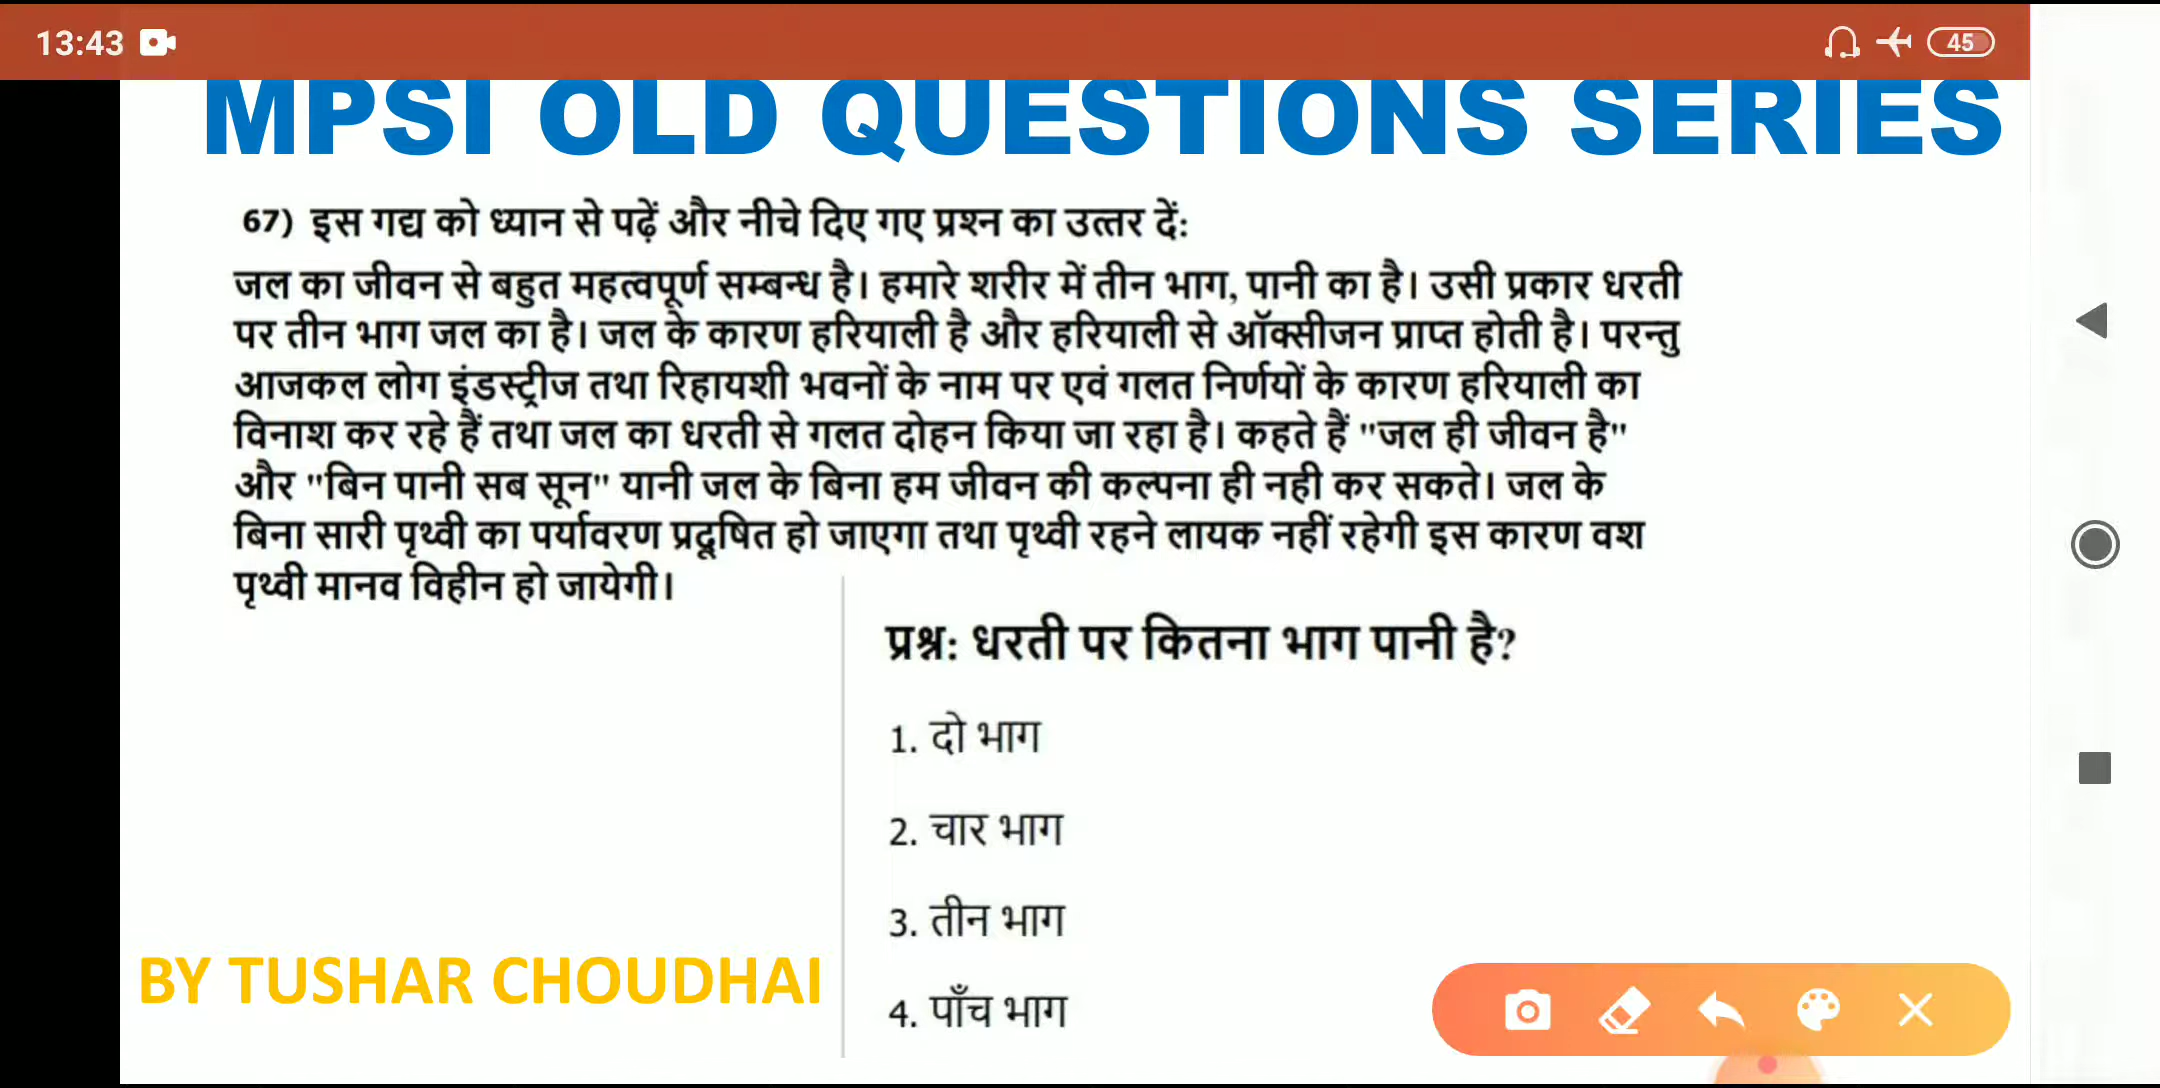 13:43
45
MPSI OLD QUESTIONS SERIES
67) इस गद्य को ध्यान से पढ़ें और नीचे दिए गए प्रश्न का उत्तर दें:
जल का जीवन से बहुत महत्वपूर्ण सम्बन्ध है। हमारे शरीर में तीन भाग, पानी का है। उसी प्रकार धरती
पर तीन भाग जल का है। जल के कारण हरियाली है और हरियाली से ऑक्सीजन प्राप्त होती है। परन्तु
आजकल लोग इंडस्ट्रीज तथा रिहायशी भवनों के नाम पर एवं गलत निर्णयों के कारण हरियाली का
विनाश कर रहे हैं तथा जल का धरती से गलत दोहन किया जा रहा है। कहते हैं "जल ही जीवन है"
और "बिन पानी सब सून" यानी जल के बिना हम जीवन की कल्पना ही नही कर सकते। जल के
बिना सारी पृथ्वी का पर्यावरण प्रदूषित हो जाएगा तथा पृथ्वी रहने लायक नहीं रहेगी इस कारण वश
पृथ्वी मानव विहीन हो जायेगी।
प्रश्न: धरती पर कितना भाग पानी है?
1. दो भाग
2. चार भाग
3. तीन भाग
4. पाँच भाग
BY TUSHAR CHOUDHAI